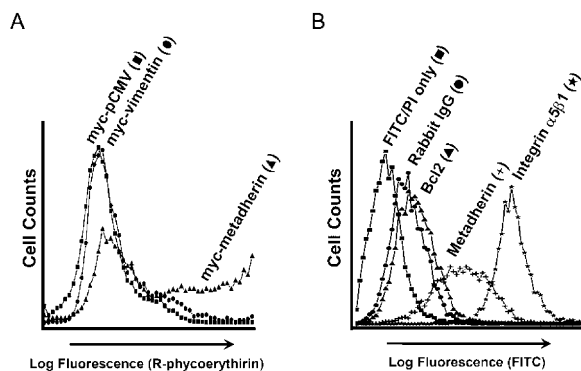 A
myc-pCMV (■)
myc-vimentin (●)
myc-metadherin (▲)
Cell Counts
Log Fluorescence (R-phycoerythirin)
B
FITC/PI only (■)
Rabbit IgG (●)
Bcl2 (▲)
Metadherin (+)
Integrin α5β1 (★)
Cell Counts
Log Fluorescence (FITC)